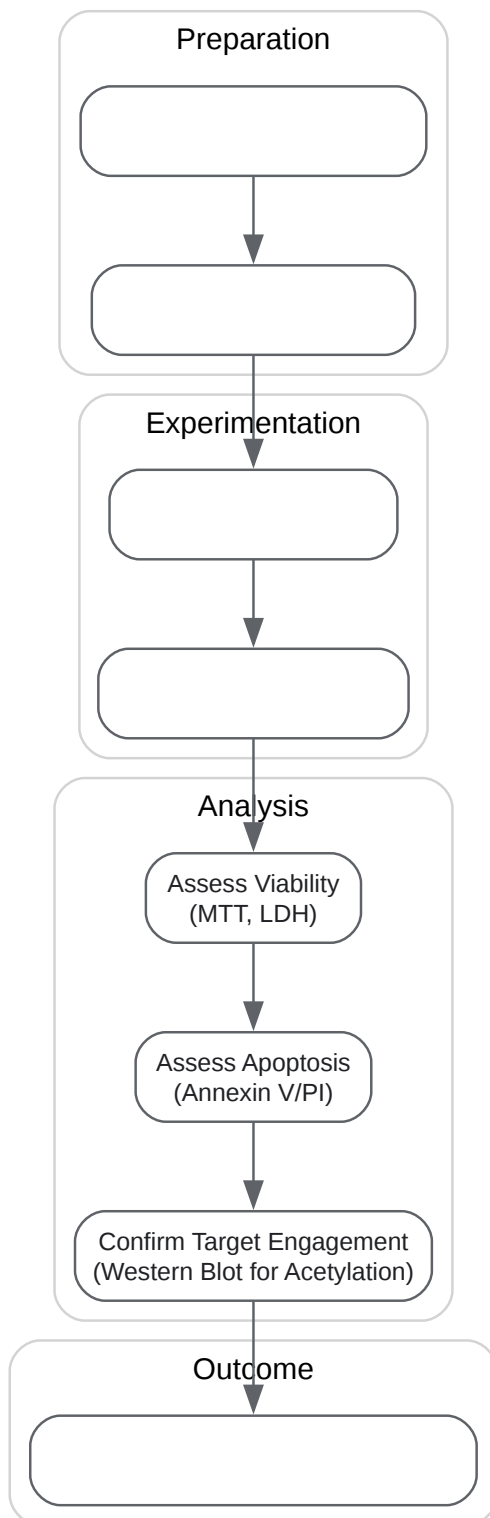 Preparation
Experimentation
Analysis
Assess Viability
(MTT, LDH)
Assess Apoptosis
(Annexin V/PI)
Confirm Target Engagement
(Western Blot for Acetylation)
Outcome